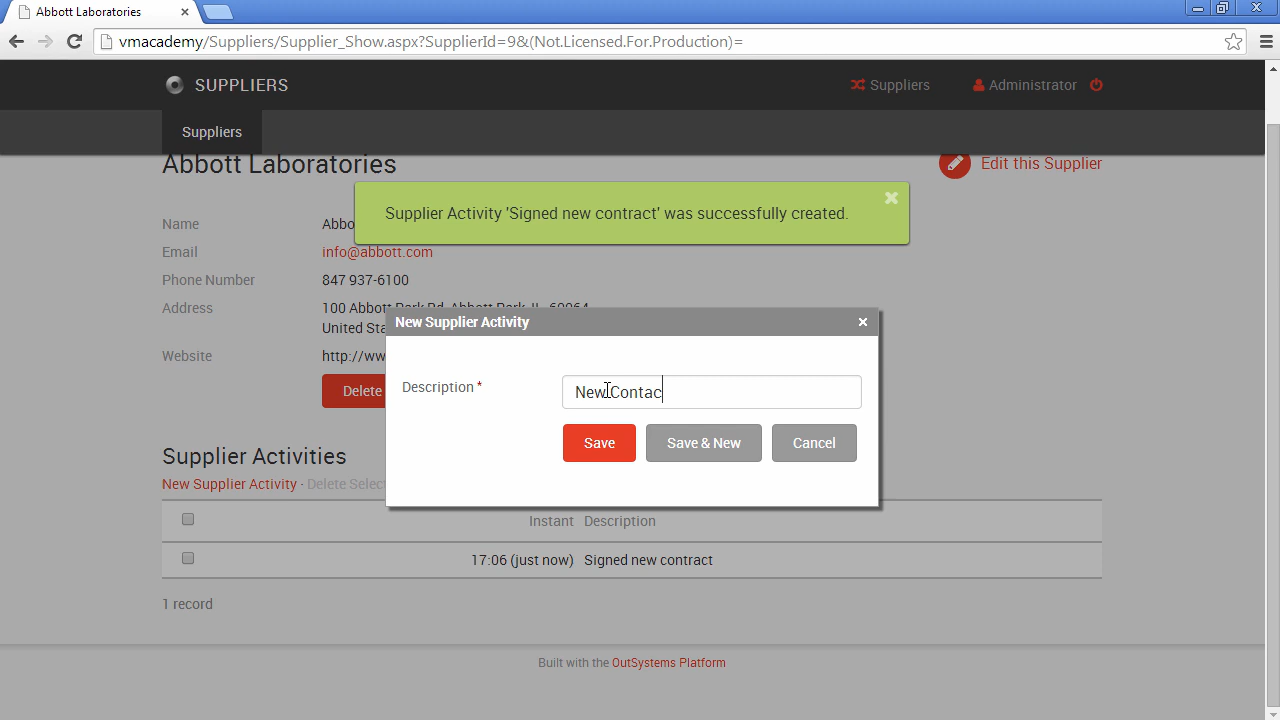 Abbott Laboratories
vmacademy/Suppliers/Supplier_Show.aspx?SupplierId=9&(Not.Licensed.For.Production)=
SUPPLIERS
Suppliers
Administrator
Suppliers
Abbott Laboratories
Edit this Supplier
Supplier Activity 'Signed new contract' was successfully created.
Name
Abbo
Email
info@abbott.com
Phone Number
847 937-6100
Address
100 Abbott Park Rd, Abbott Park, IL, 60064
United Sta
Website
http://ww
Delete
New Supplier Activity
Description *
New Contac
Save
Save & New
Cancel
Supplier Activities
New Supplier Activity - Delete Selec
Instant Description
17:06 (just now) Signed new contract
1 record
Built with the OutSystems Platform